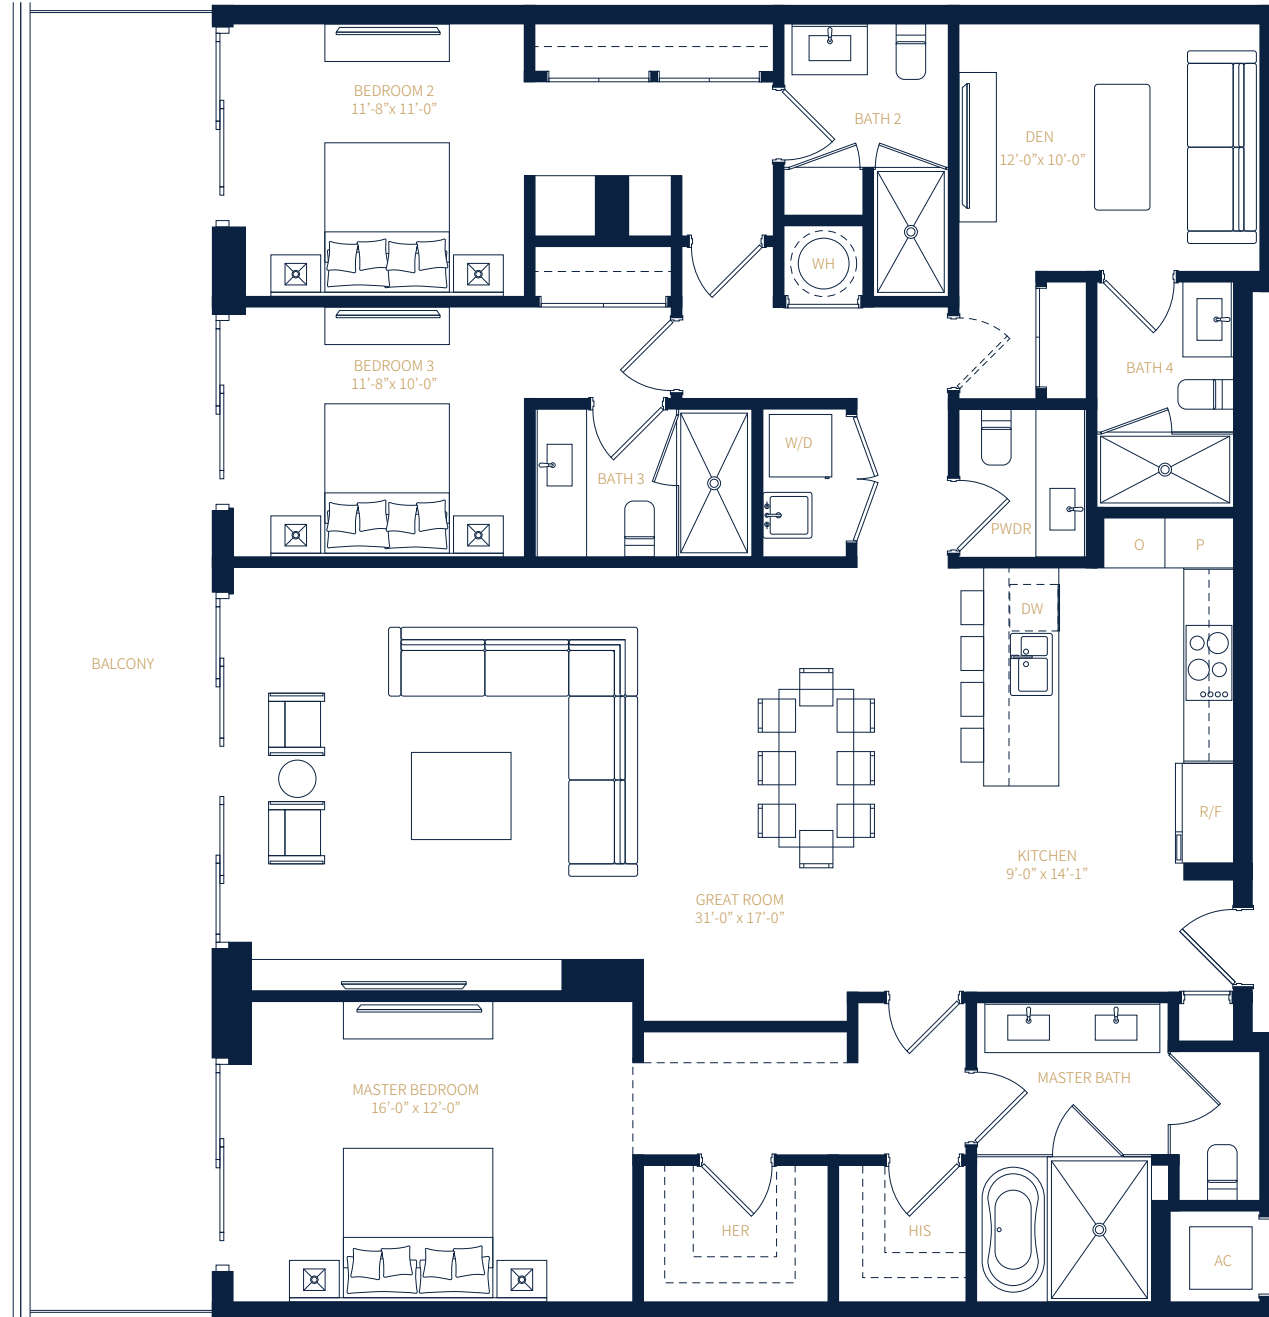 BEDROOM 2
11’-8”x 11’-0”
BATH 2
DEN
12’-0”x 10’-0”
WH
BEDROOM 3
11’-8”x 10’-0”
BATH 4
W/D
BATH 3
PWDR
O
P
DW
BALCONY
R/F
KITCHEN
9’-0” x 14’-1”
GREAT ROOM
31’-0” x 17’-0”
MASTER BEDROOM
16’-0” x 12’-0”
MASTER BATH
HER
HIS
AC